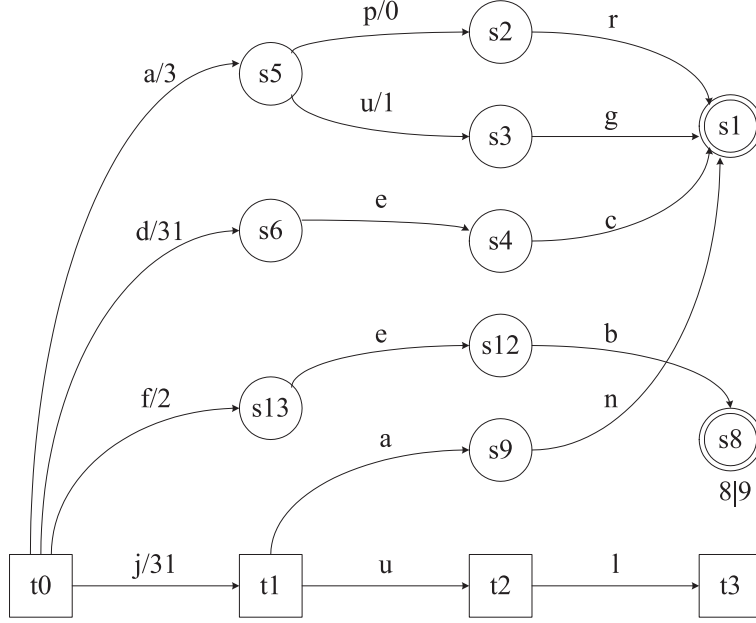 p/0 s2 r
a/3 s5
u/1 s3 g s1
d/31 s6 e s4 c
e s12 b
f/2 s13 n s8
a s9
8|9
j/31 u l
t0 t1 t2 t3